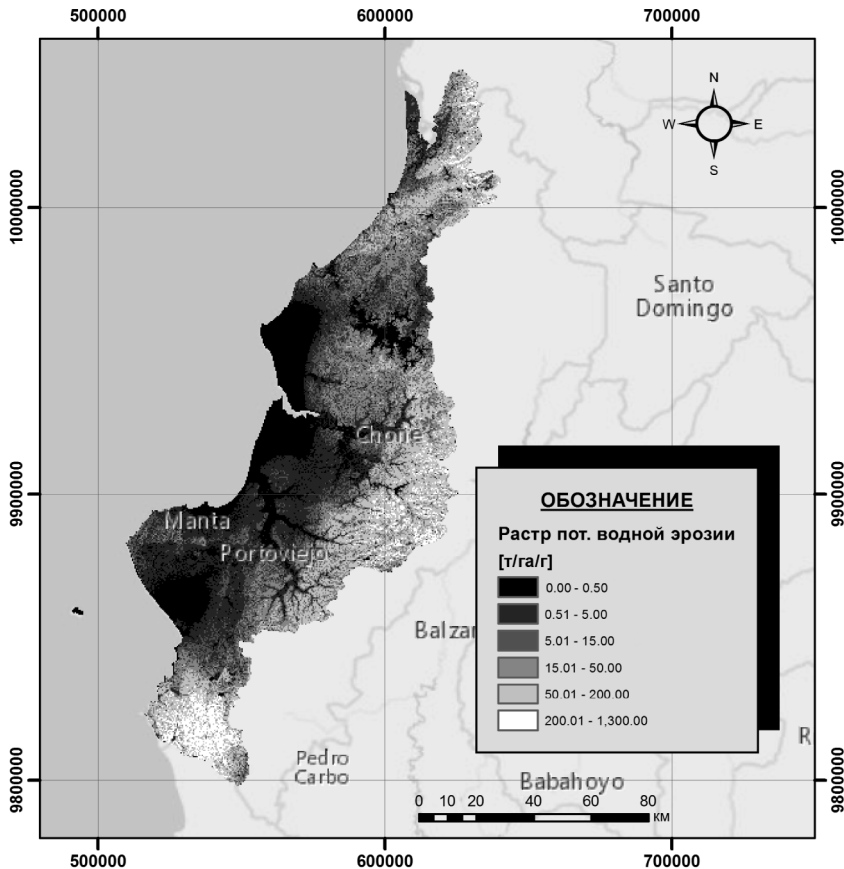 500000
600000
700000
N
W
E
S
10000000
10000000
Santo
Domingo
Chone
9900000
9900000
ОБОЗНАЧЕНИЕ
Manta
Растр пот. водной эрозии
Portoviejo
[т/га/г]
0.00 - 0.50
0.51 - 5.00
Balzar
5.01 - 15.00
15.01 - 50.00
50.01 - 200.00
200.01 - 1,300.00
R
Pedro
Carbo
9800000
9800000
Babahoyo
0 10 20 40 60 80
км
500000
600000
700000